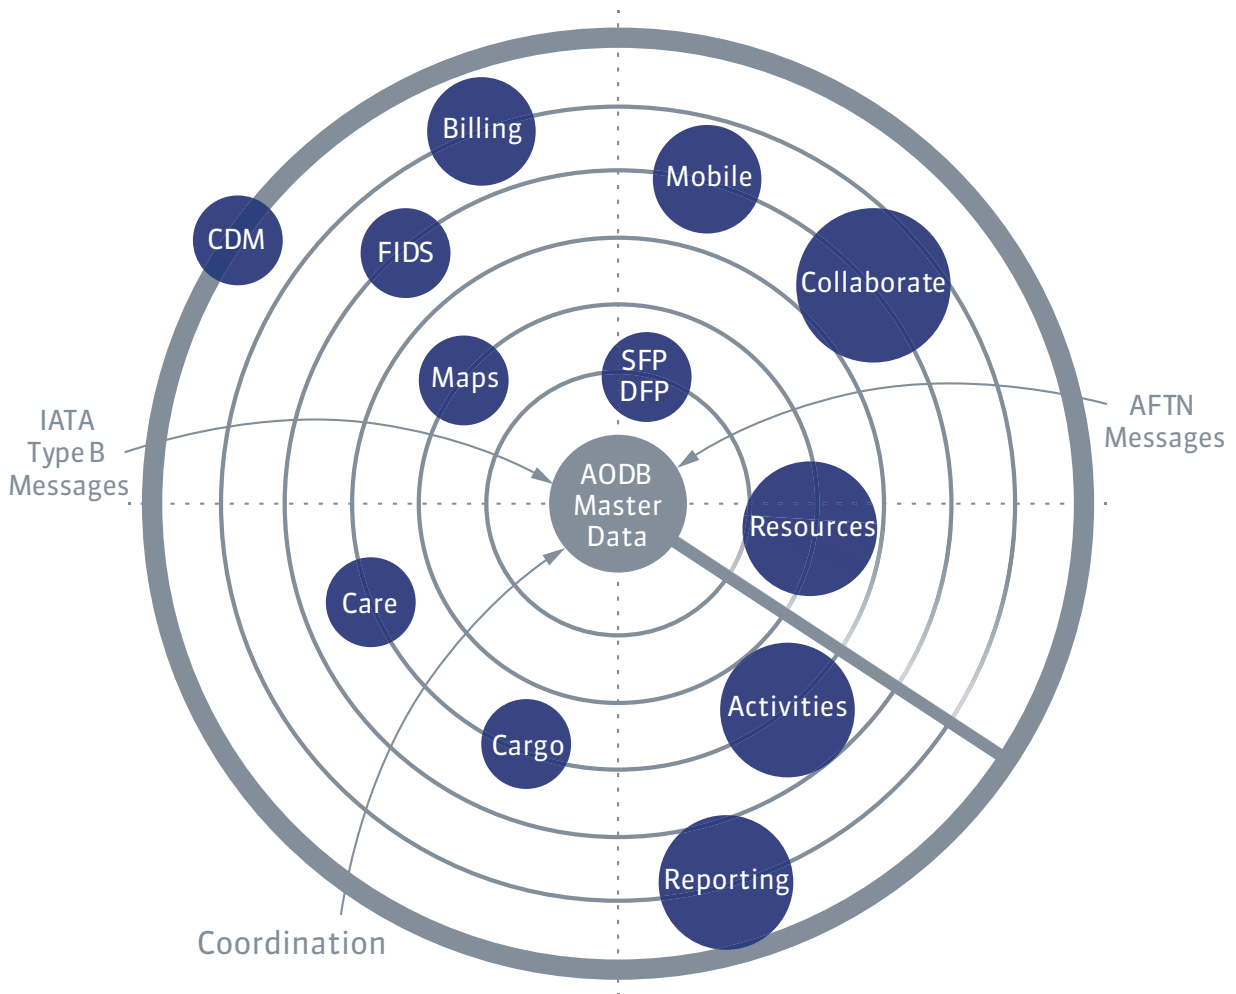 Billing
Mobile
CDM
FIDS
Collaborate
Maps
SFP
DFP
IATA
Type B
Messages
AFTN
Messages
AODB
Master
Data
Resources
Care
Activities
Cargo
Reporting
Coordination